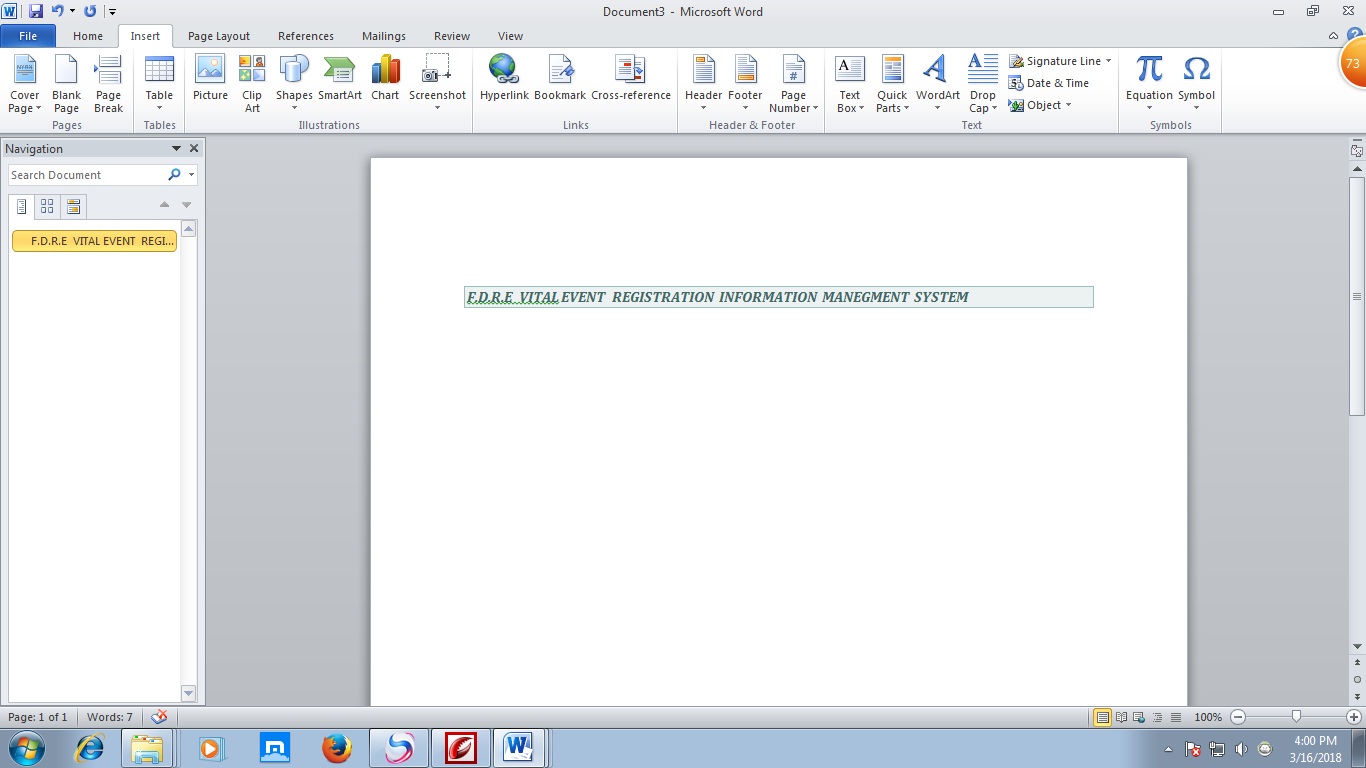 Document3 - Microsoft Word
File Home Insert Page Layout References Mailings Review View
73
Cover Page
Blank Page
Page Break
Table
Picture
Clip Art
Shapes
SmartArt
Chart
Screenshot
Hyperlink
Bookmark
Cross-reference
Header
Footer
Page Number
Text Box
Quick Parts
WordArt
Drop Cap
Signature Line
Date & Time
Object
Equation
Symbol
Pages Tables Illustrations Links Header & Footer Text Symbols
Navigation
Search Document
F.D.R.E VITAL EVENT REGI...
F.D.R.E VITAL EVENT REGISTRATION INFORMATION MANEGMENT SYSTEM
Page: 1 of 1 Words: 7 100%
4:00 PM
3/16/2018